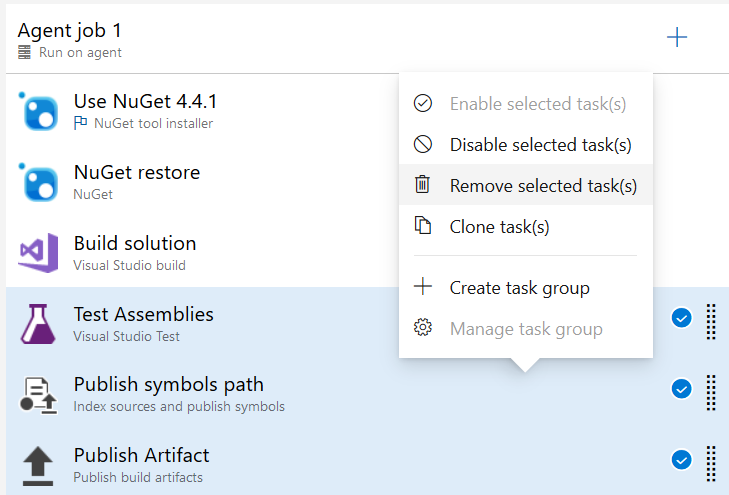 Agent job 1
Run on agent
Use NuGet 4.4.1
NuGet tool installer
NuGet restore
NuGet
Build solution
Visual Studio build
Test Assemblies
Visual Studio Test
Publish symbols path
Index sources and publish symbols
Publish Artifact
Publish build artifacts
Enable selected task(s)
Disable selected task(s)
Remove selected task(s)
Clone task(s)
Create task group
Manage task group